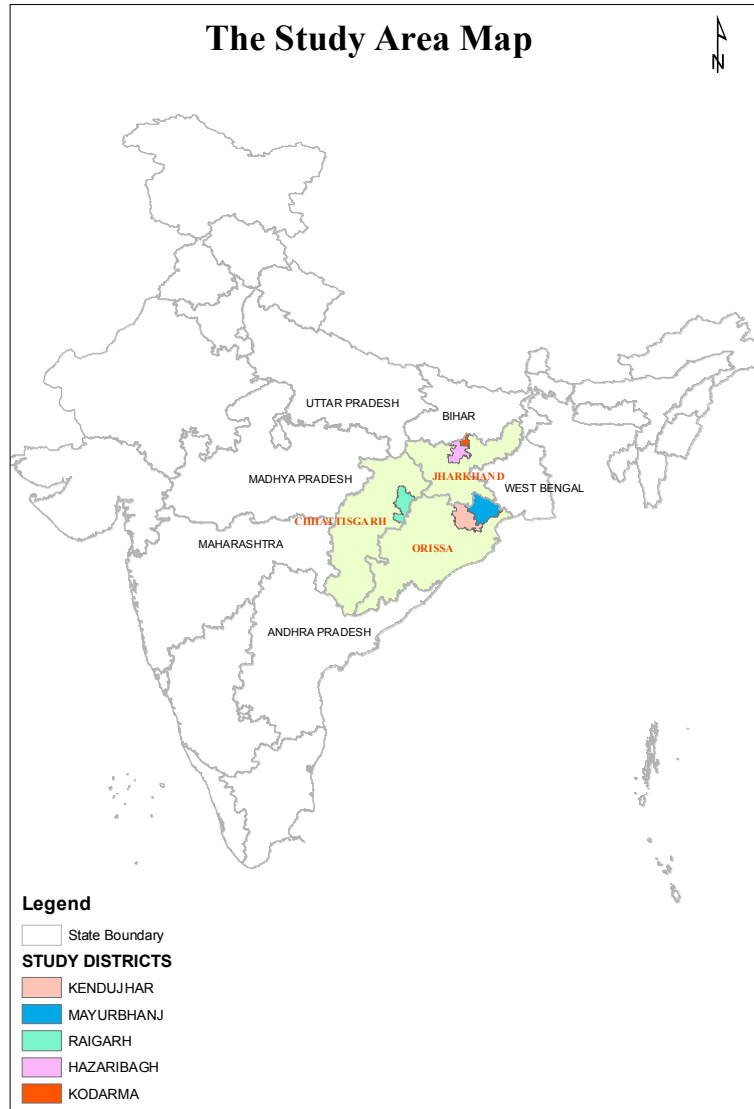 The Study Area Map
N
UTTAR PRADESH
BIHAR
MADHYA PRADESH
JHARKHAND
WEST BENGAL
CHHATTISGARH
MAHARASHTRA
ORISSA
ANDHRA PRADESH
Legend
State Boundary
STUDY DISTRICTS
KENDUJHAR
MAYURBHANJ
RAIGARH
HAZARIBAGH
KODARMA